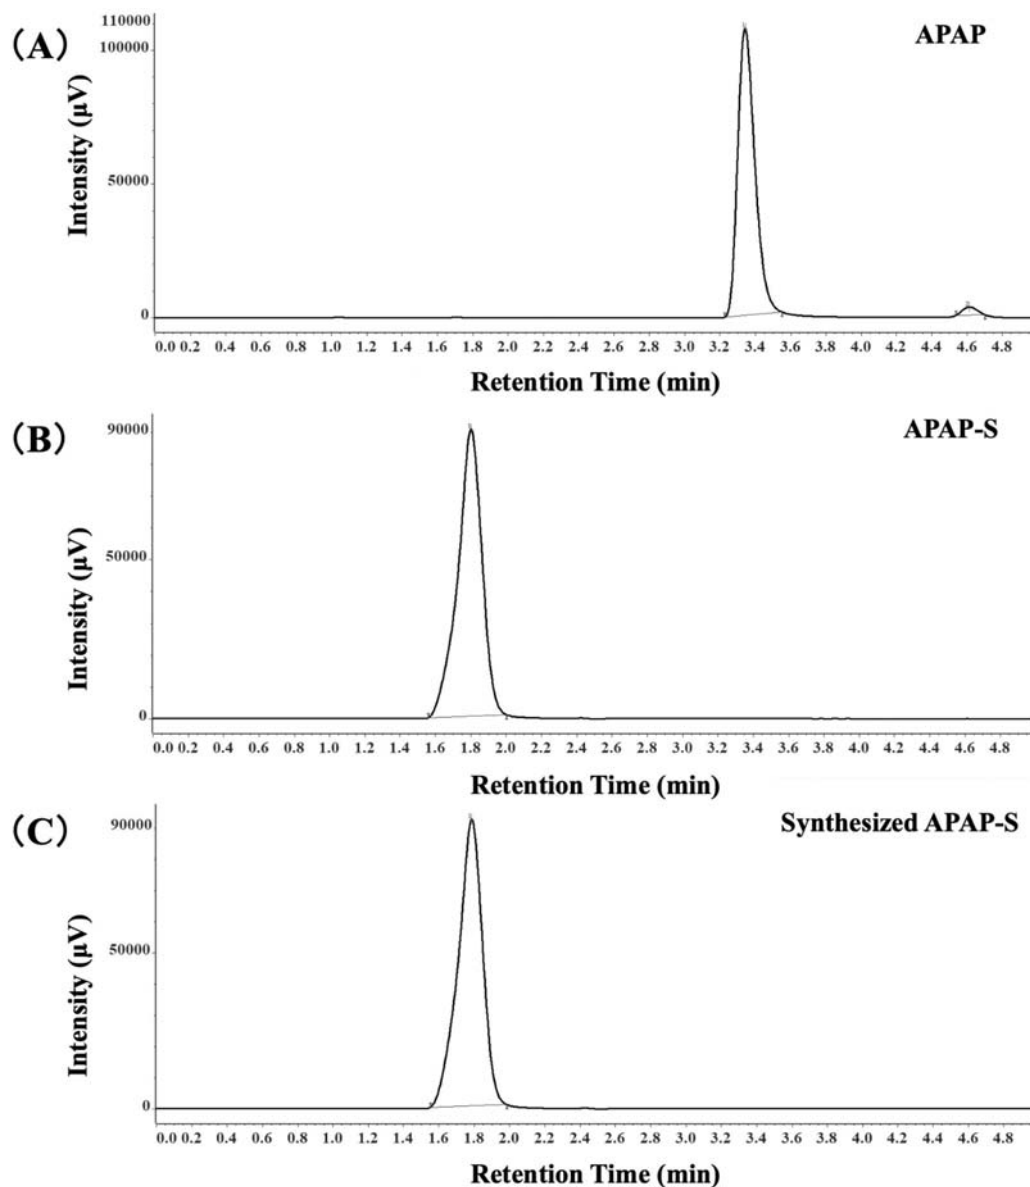 (A)
APAP
Intensity (µV)
110000
100000
50000
0
0.0 0.2 0.4 0.6 0.8 1.0 1.2 1.4 1.6 1.8 2.0 2.2 2.4 2.6 2.8 3.0 3.2 3.4 3.6 3.8 4.0 4.2 4.4 4.6 4.8
Retention Time (min)
(B)
APAP-S
Intensity (µV)
90000
50000
0
0.0 0.2 0.4 0.6 0.8 1.0 1.2 1.4 1.6 1.8 2.0 2.2 2.4 2.6 2.8 3.0 3.2 3.4 3.6 3.8 4.0 4.2 4.4 4.6 4.8
Retention Time (min)
(C)
Synthesized APAP-S
Intensity (µV)
90000
50000
0
0.0 0.2 0.4 0.6 0.8 1.0 1.2 1.4 1.6 1.8 2.0 2.2 2.4 2.6 2.8 3.0 3.2 3.4 3.6 3.8 4.0 4.2 4.4 4.6 4.8
Retention Time (min)